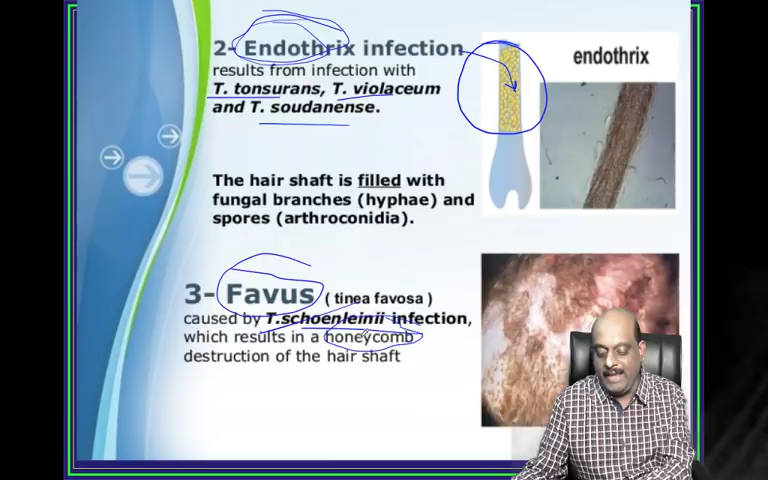 2- Endothrix infection
results from infection with
T. tonsurans, T. violaceum
and T. soudanense.
endothrix
The hair shaft is filled with
fungal branches (hyphae) and
spores (arthroconidia).
3- Favus ( tinea favosa )
caused by T.schoenleinii infection,
which results in a honeycomb
destruction of the hair shaft